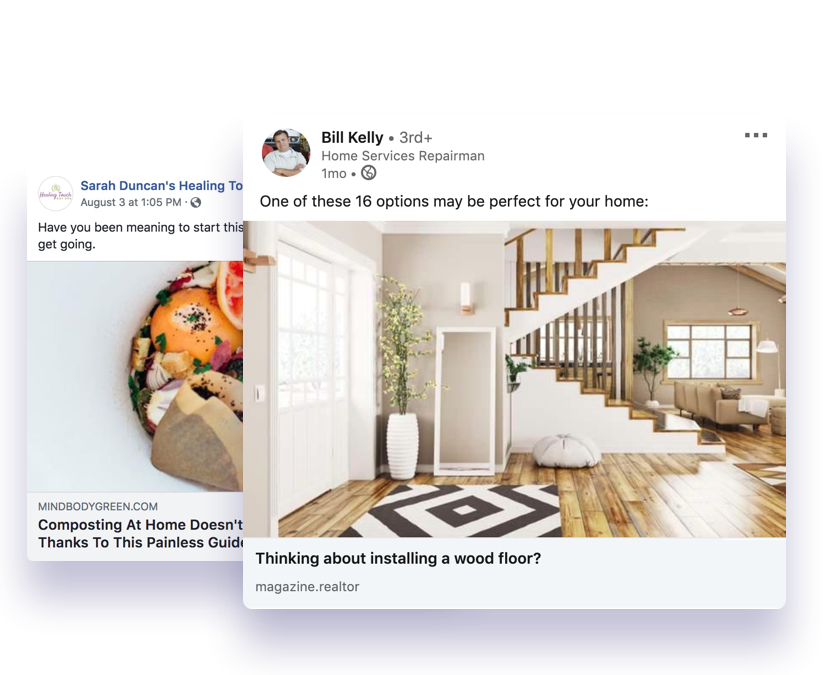 Sarah Duncan's Healing To
August 3 at 1:05 PM ·
Have you been meaning to start this
get going.
Healing Touch
MINDBODYGREEN.COM
Composting At Home Doesn't
Thanks To This Painless Guide
Bill Kelly • 3rd+
Home Services Repairman
1mo •
One of these 16 options may be perfect for your home:
Thinking about installing a wood floor?
magazine.realtor